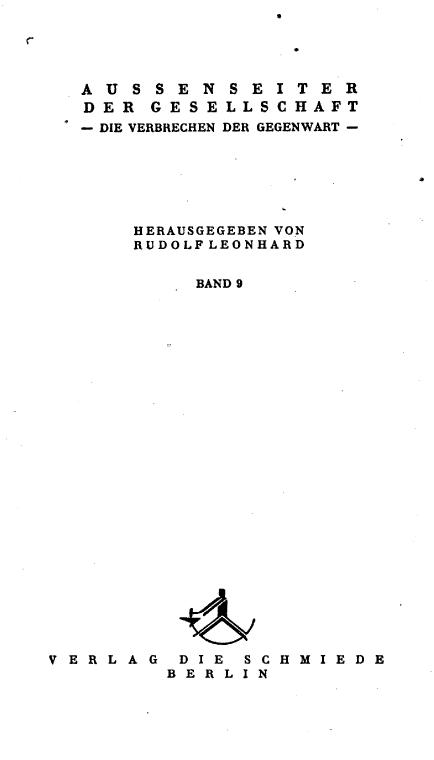 AUSSENSEITER
DER GESELLSCHAFT
— DIE VERBRECHEN DER GEGENWART —
HERAUSGEGEBEN VON
RUDOLF LEONHARD
BAND 9
VERLAG DIE SCHMIEDE
BERLIN